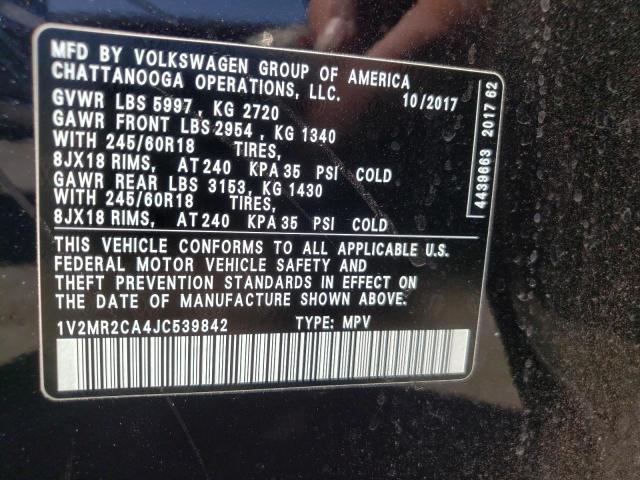 MFD BY VOLKSWAGEN GROUP OF AMERICA
CHATTANOOGA OPERATIONS, LLC. 10/2017
GVWR LBS 5997, KG 2720
GAWR FRONT LBS 2954, KG 1340
WITH 245/60R18 TIRES,
8JX18 RIMS, AT 240 KPA 35 PSI COLD
GAWR REAR LBS 3153, KG 1430
WITH 245/60R18 TIRES,
8JX18 RIMS, AT 240 KPA 35 PSI COLD
4439663 2017 62
THIS VEHICLE CONFORMS TO ALL APPLICABLE U.S.
FEDERAL MOTOR VEHICLE SAFETY AND
THEFT PREVENTION STANDARDS IN EFFECT ON
THE DATE OF MANUFACTURE SHOWN ABOVE.
1V2MR2CA4JC539842 TYPE: MPV